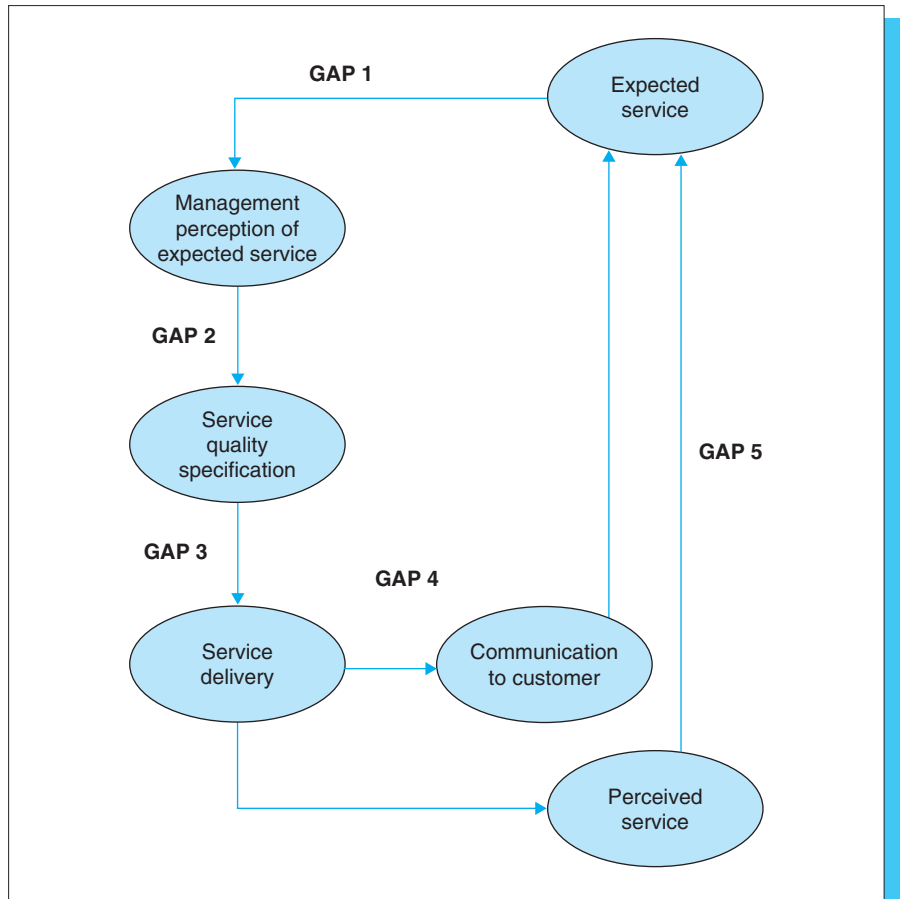 GAP 1
Expected
service
Management
perception of
expected service
GAP 2
Service
quality
specification
GAP 5
GAP 3
GAP 4
Service
delivery
Communication
to customer
Perceived
service